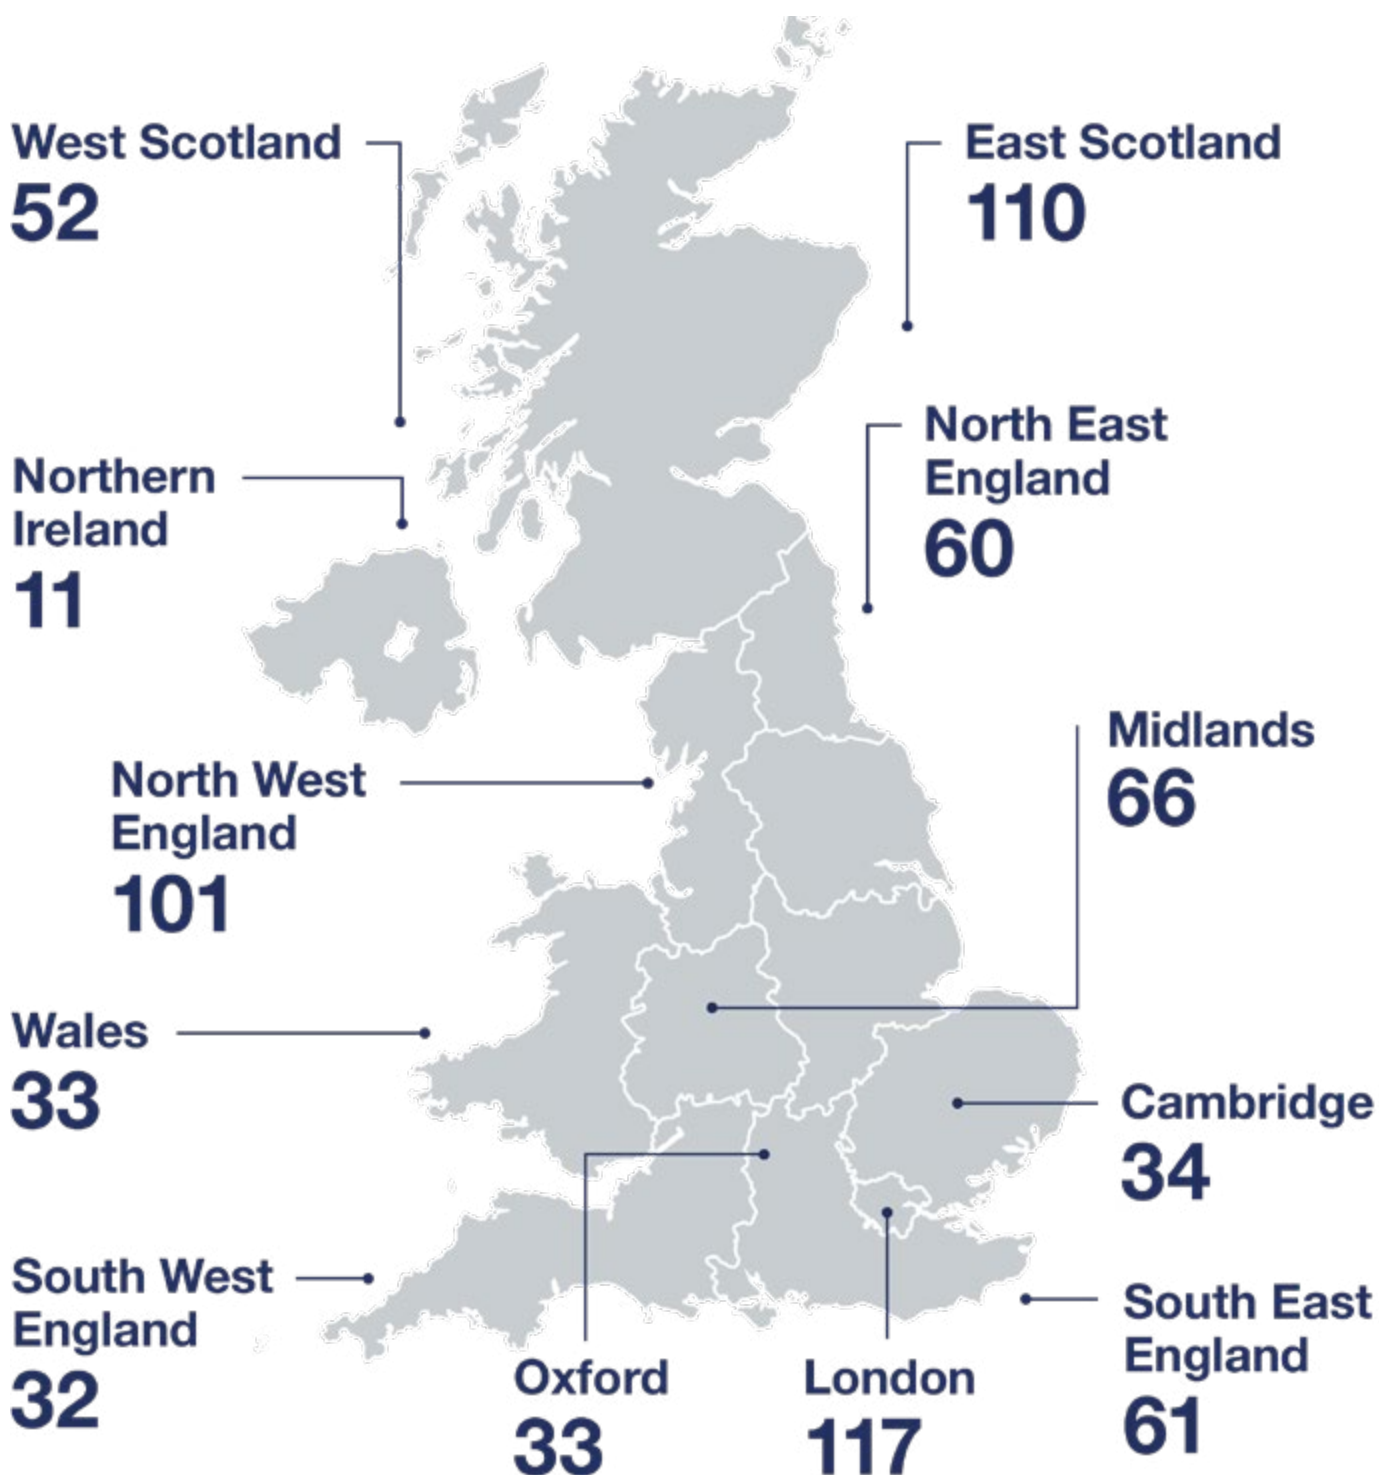 West Scotland
52
East Scotland
110
North East
England
60
Northern
Ireland
11
Midlands
66
North West
England
101
Wales
33
Cambridge
34
South West
England
32
South East
England
61
Oxford
33
London
117